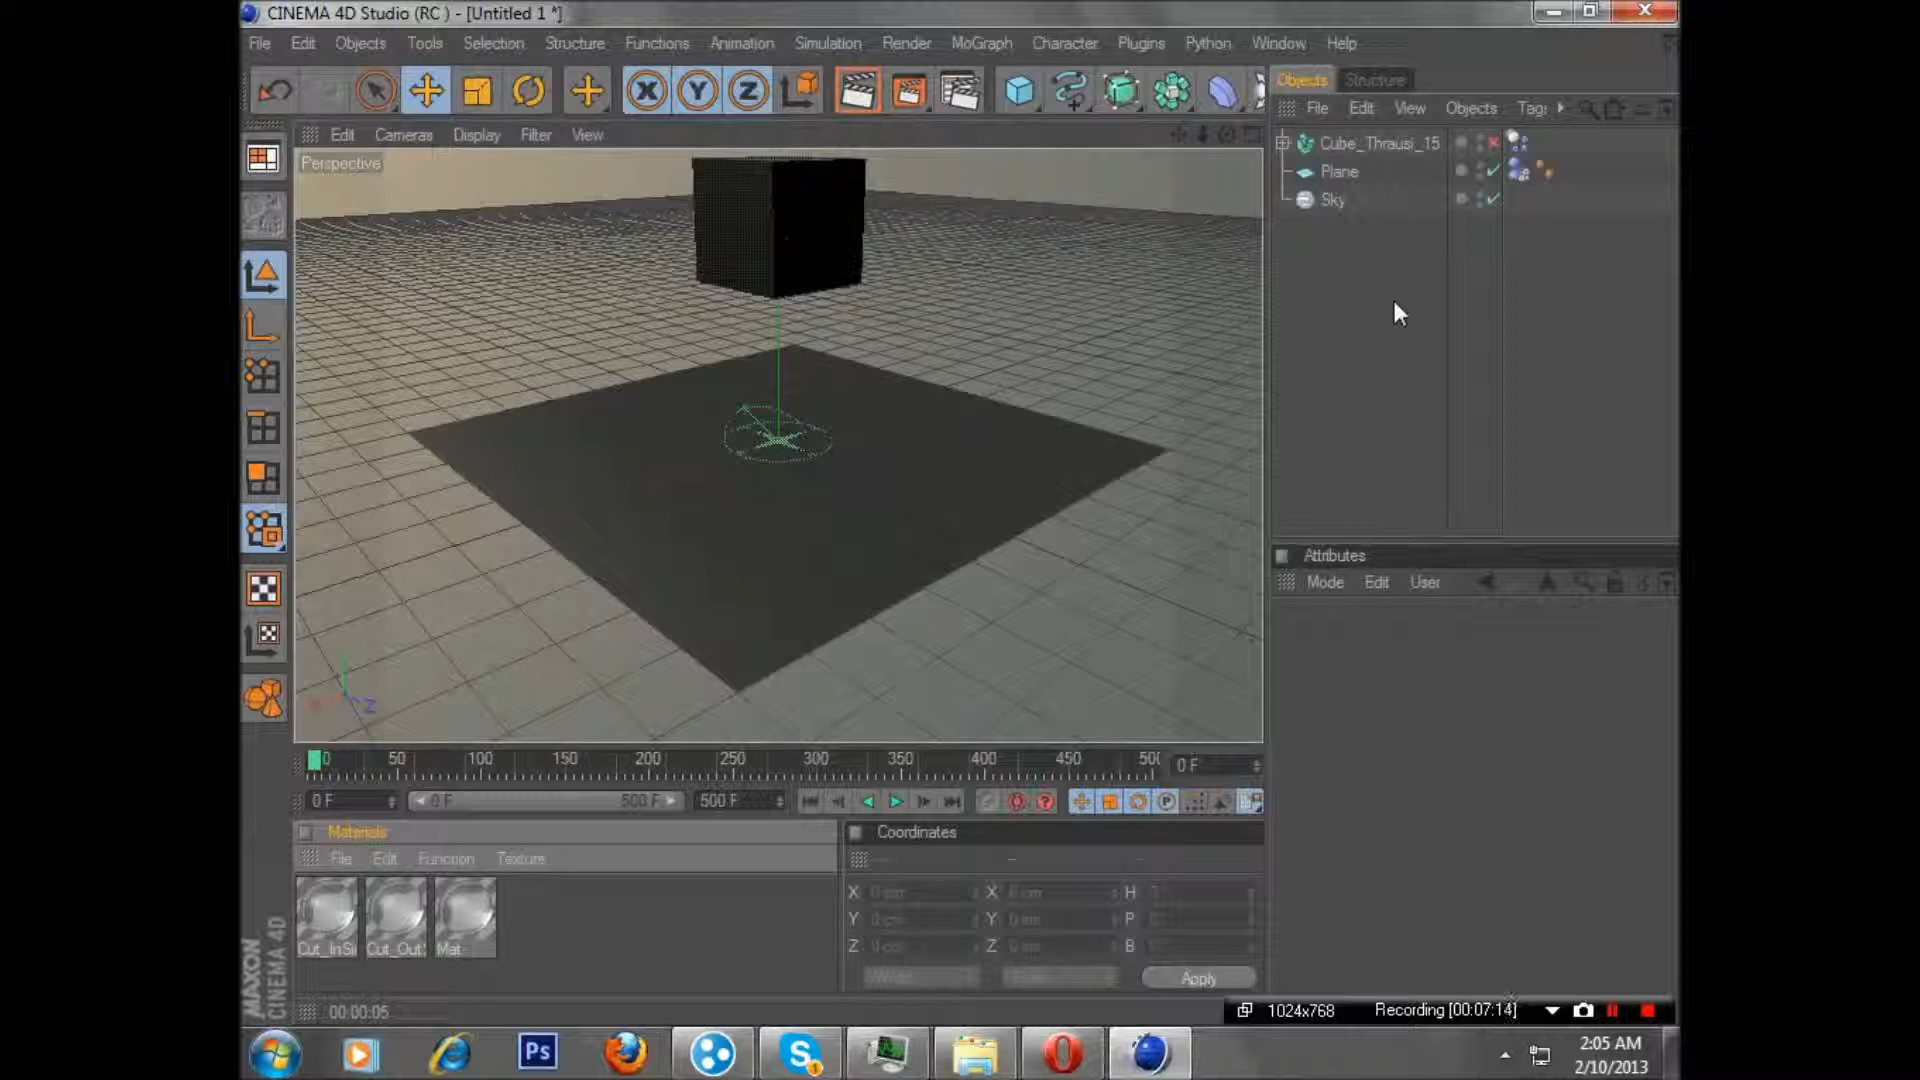 CINEMA 4D Studio (RC ) - [Untitled 1 *]
File Edit Objects Tools Selection Structure Functions Animation Simulation Render MoGraph Character Plugins Python Window Help
X Y Z
Objects Structure
File Edit View Objects Tag:
Edit Cameras Display Filter View
Perspective
Cube_Thrausi_15
Plane
Sky
Attributes
Mode Edit User
Z
0 50 100 150 200 250 300 350 400 450 50
0 F
0 F 0 F 500 F 500 F
P
Materials
File Edit Function Texture
Coordinates
Cut_InSi Cut_Out: Mat
X 0 cm X 0 cm H
Y 0 cm Y 0 cm P
Z 0 cm Z 0 cm B
Apply
MAXON
CINEMA 4D
00:00:05
1024x768 Recording [00:07:14]
Ps
S 1
2:05 AM
2/10/2013